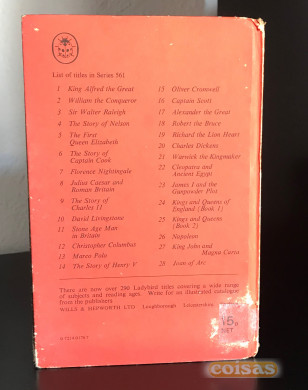 List of titles in Series 561
1 King Alfred the Great
2 William the Conqueror
3 Sir Walter Raleigh
4 The Story of Nelson
5 The First
Queen Elizabeth
6 The Story of
Captain Cook
7 Florence Nightingale
8 Julius Caesar and
Roman Britain
9 The Story of
Charles II
10 David Livingstone
11 Stone Age Man
in Britain
12 Christopher Columbus
13 Marco Polo
14 The Story of Henry V
15 Oliver Cromwell
16 Captain Scott
17 Alexander the Great
18 Robert the Bruce
19 Richard the Lion Heart
20 Charles Dickens
21 Warwick the Kingmaker
22 Cleopatra and
Ancient Egypt
23 James I and the
Gunpowder Plot
24 Kings and Queens of
England (Book 1)
25 Kings and Queens
(Book 2)
26 Napoleon
27 King John and
Magna Carta
28 Joan of Arc
There are now over 200 Ladybird titles covering a wide range
of subjects and reading ages. Write for an illustrated catalogue
from the publishers
WILLS & HEPWORTH LTD Loughborough Leicestershire
15p
NET
coisas